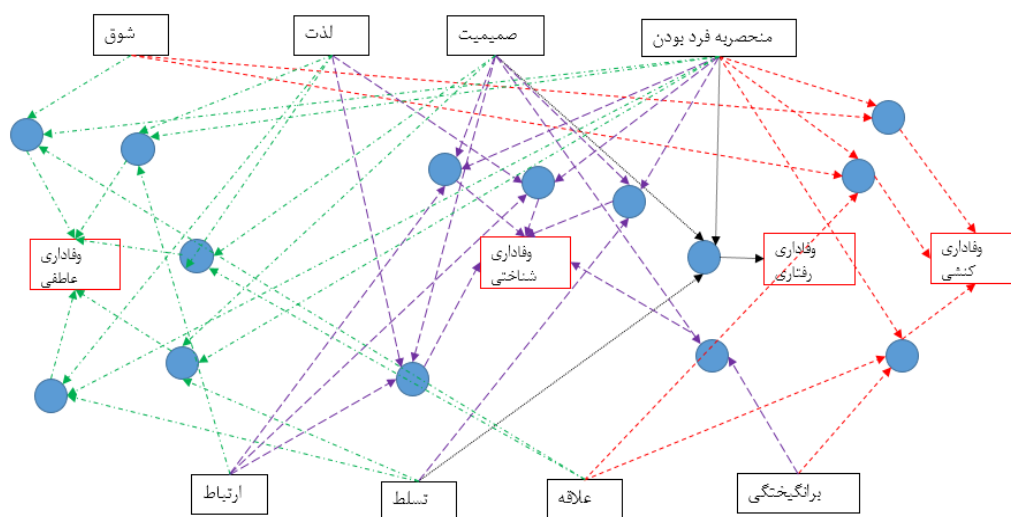 منحصربه فرد بودن
صمیمیت
لذت
شوق
وفاداری
کنشی
وفاداری
رفتاری
وفاداری
شناختی
وفاداری
عاطفی
برانگیختگی
علاقه
تسلط
ارتباط